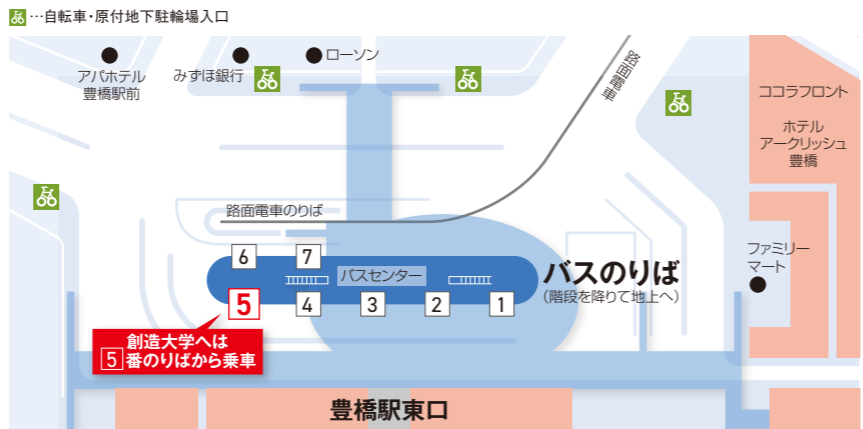 …自転車・原付地下駐輪場入口
アパホテル
豊橋駅前
みずほ銀行
ローソン
路面電車
ココラフロント
ホテル
アークリッシュ
豊橋
路面電車のりば
6
7
バスセンター
バスのりば
(階段を降りて地上へ)
ファミリー
マート
5
4
3
2
1
創造大学へは
5番のりばから乗車
豊橋駅東口